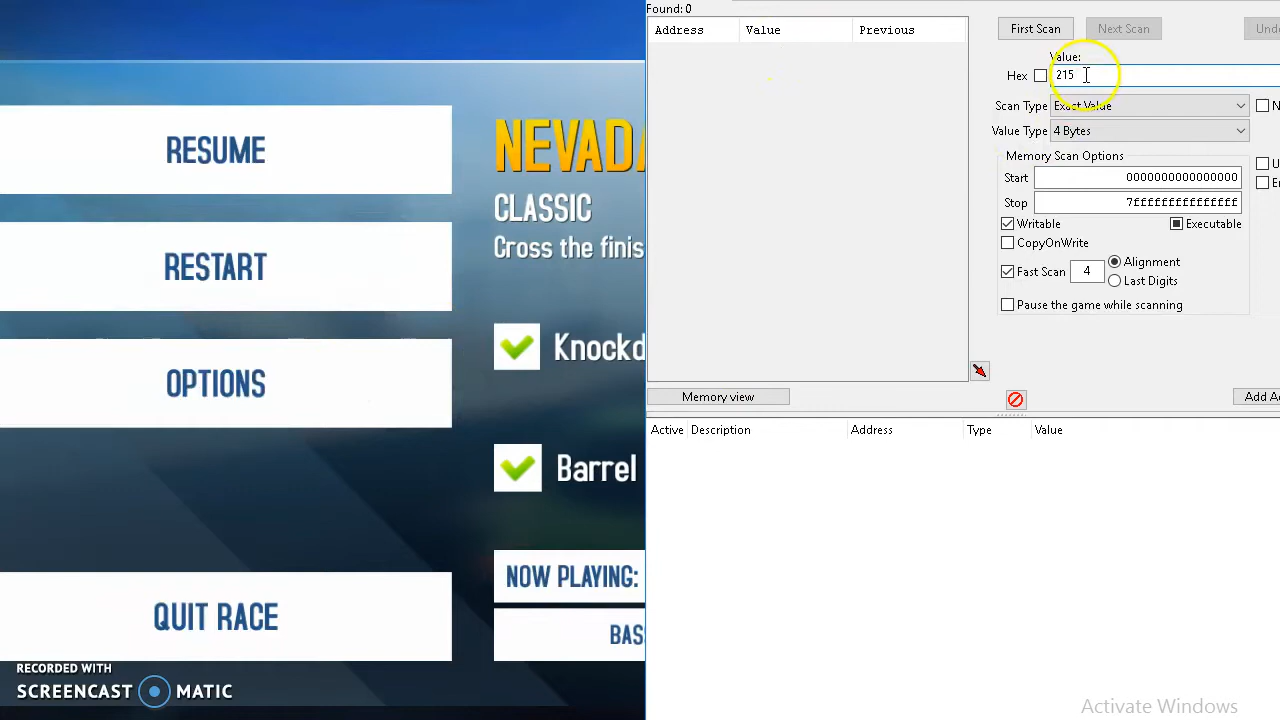 RESUME
RESTART
OPTIONS
QUIT RACE
RECORDED WITH
SCREENCAST MATIC
NEVADA
CLASSIC
Cross the finis
Knockd
Barrel
NOW PLAYING:
BAS
Found: 0
Address Value Previous
First Scan Next Scan Undo
Value:
Hex 215
Scan Type Exact Value N
Value Type 4 Bytes
Memory Scan Options
Start 0000000000000000
Stop 7fffffffffffffff
Writable Executable
CopyOnWrite
Fast Scan 4 Alignment
Last Digits
Pause the game while scanning
Memory view
Add A
Active Description Address Type Value
Activate Windows